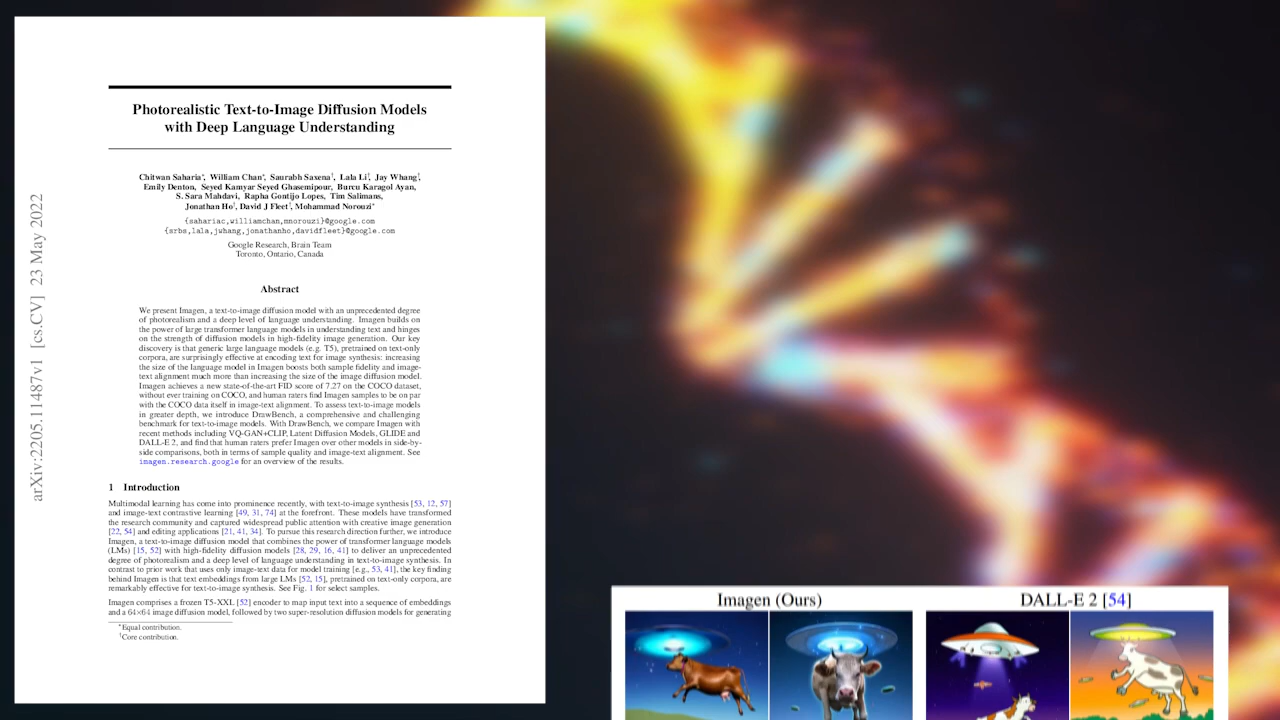 arXiv:2205.11487v1 [cs.CV] 23 May 2022
Photorealistic Text-to-Image Diffusion Models
with Deep Language Understanding
Chitwan Saharia*, William Chan*, Saurabh Saxena†, Lala Li†, Jay Whang†,
Emily Denton, Seyed Kamyar Seyed Ghasemipour, Burcu Karagol Ayan,
S. Sara Mahdavi, Rapha Gontijo Lopes, Tim Salimans,
Jonathan Ho†, David J Fleet†, Mohammad Norouzi*
{sahariac,williamchan,mnorouzi}@google.com
{srbs,lala,jwhang,jonathanho,davidfleet}@google.com
Google Research, Brain Team
Toronto, Ontario, Canada
Abstract
We present Imagen, a text-to-image diffusion model with an unprecedented degree
of photorealism and a deep level of language understanding. Imagen builds on
the power of large transformer language models in understanding text and hinges
on the strength of diffusion models in high-fidelity image generation. Our key
discovery is that generic large language models (e.g. T5), pretrained on text-only
corpora, are surprisingly effective at encoding text for image synthesis: increasing
the size of the language model in Imagen boosts both sample fidelity and image-
text alignment much more than increasing the size of the image diffusion model.
Imagen achieves a new state-of-the-art FID score of 7.27 on the COCO dataset,
without ever training on COCO, and human raters find Imagen samples to be on par
with the COCO data itself in image-text alignment. To assess text-to-image models
in greater depth, we introduce DrawBench, a comprehensive and challenging
benchmark for text-to-image models. With DrawBench, we compare Imagen with
recent methods including VQ-GAN+CLIP, Latent Diffusion Models, GLIDE and
DALL-E 2, and find that human raters prefer Imagen over other models in side-by-
side comparisons, both in terms of sample quality and image-text alignment. See
imagen.research.google for an overview of the results.
1 Introduction
Multimodal learning has come into prominence recently, with text-to-image synthesis [53, 12, 57]
and image-text contrastive learning [49, 31, 74] at the forefront. These models have transformed
the research community and captured widespread public attention with creative image generation
[22, 54] and editing applications [21, 41, 34]. To pursue this research direction further, we introduce
Imagen, a text-to-image diffusion model that combines the power of transformer language models
(LMs) [15, 52] with high-fidelity diffusion models [28, 29, 16, 41] to deliver an unprecedented
degree of photorealism and a deep level of language understanding in text-to-image synthesis. In
contrast to prior work that uses only image-text data for model training [e.g., 53, 41], the key finding
behind Imagen is that text embeddings from large LMs [52, 15], pretrained on text-only corpora, are
remarkably effective for text-to-image synthesis. See Fig. 1 for select samples.
Imagen comprises a frozen T5-XXL [52] encoder to map input text into a sequence of embeddings
and a 64×64 image diffusion model, followed by two super-resolution diffusion models for generating
*Equal contribution.
†Core contribution.
Imagen (Ours)
DALL-E 2 [54]